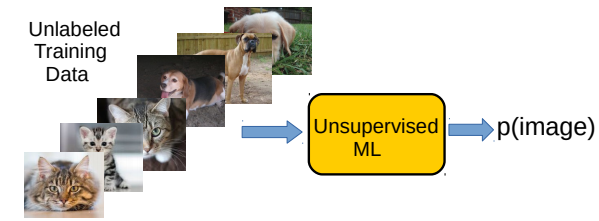 Unlabeled
Training
Data
Unsupervised
ML
p(image)